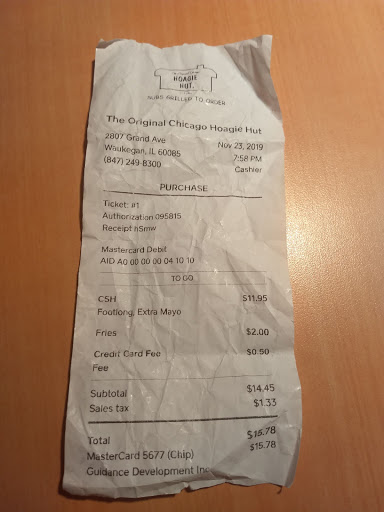 HOAGIE
HUT.
SUBS GRILLED TO ORDER
The Original Chicago Hoagie Hut
2807 Grand Ave
Nov 23, 2019
Waukegan, IL 60085
7:58 PM
(847) 249-8300
Cashier
PURCHASE
Ticket: #1
Authorization 095815
Receipt hSmw
Mastercard Debit
AID A0 00 00 00 04 10 10
TO GO
CSH $11.95
Footlong, Extra Mayo
Fries $2.00
Credit Card Fee $0.50
Fee
Subtotal $14.45
Sales tax $1.33
Total $15.78
MasterCard 5677 (Chip) $15.78
Guidance Development Inc